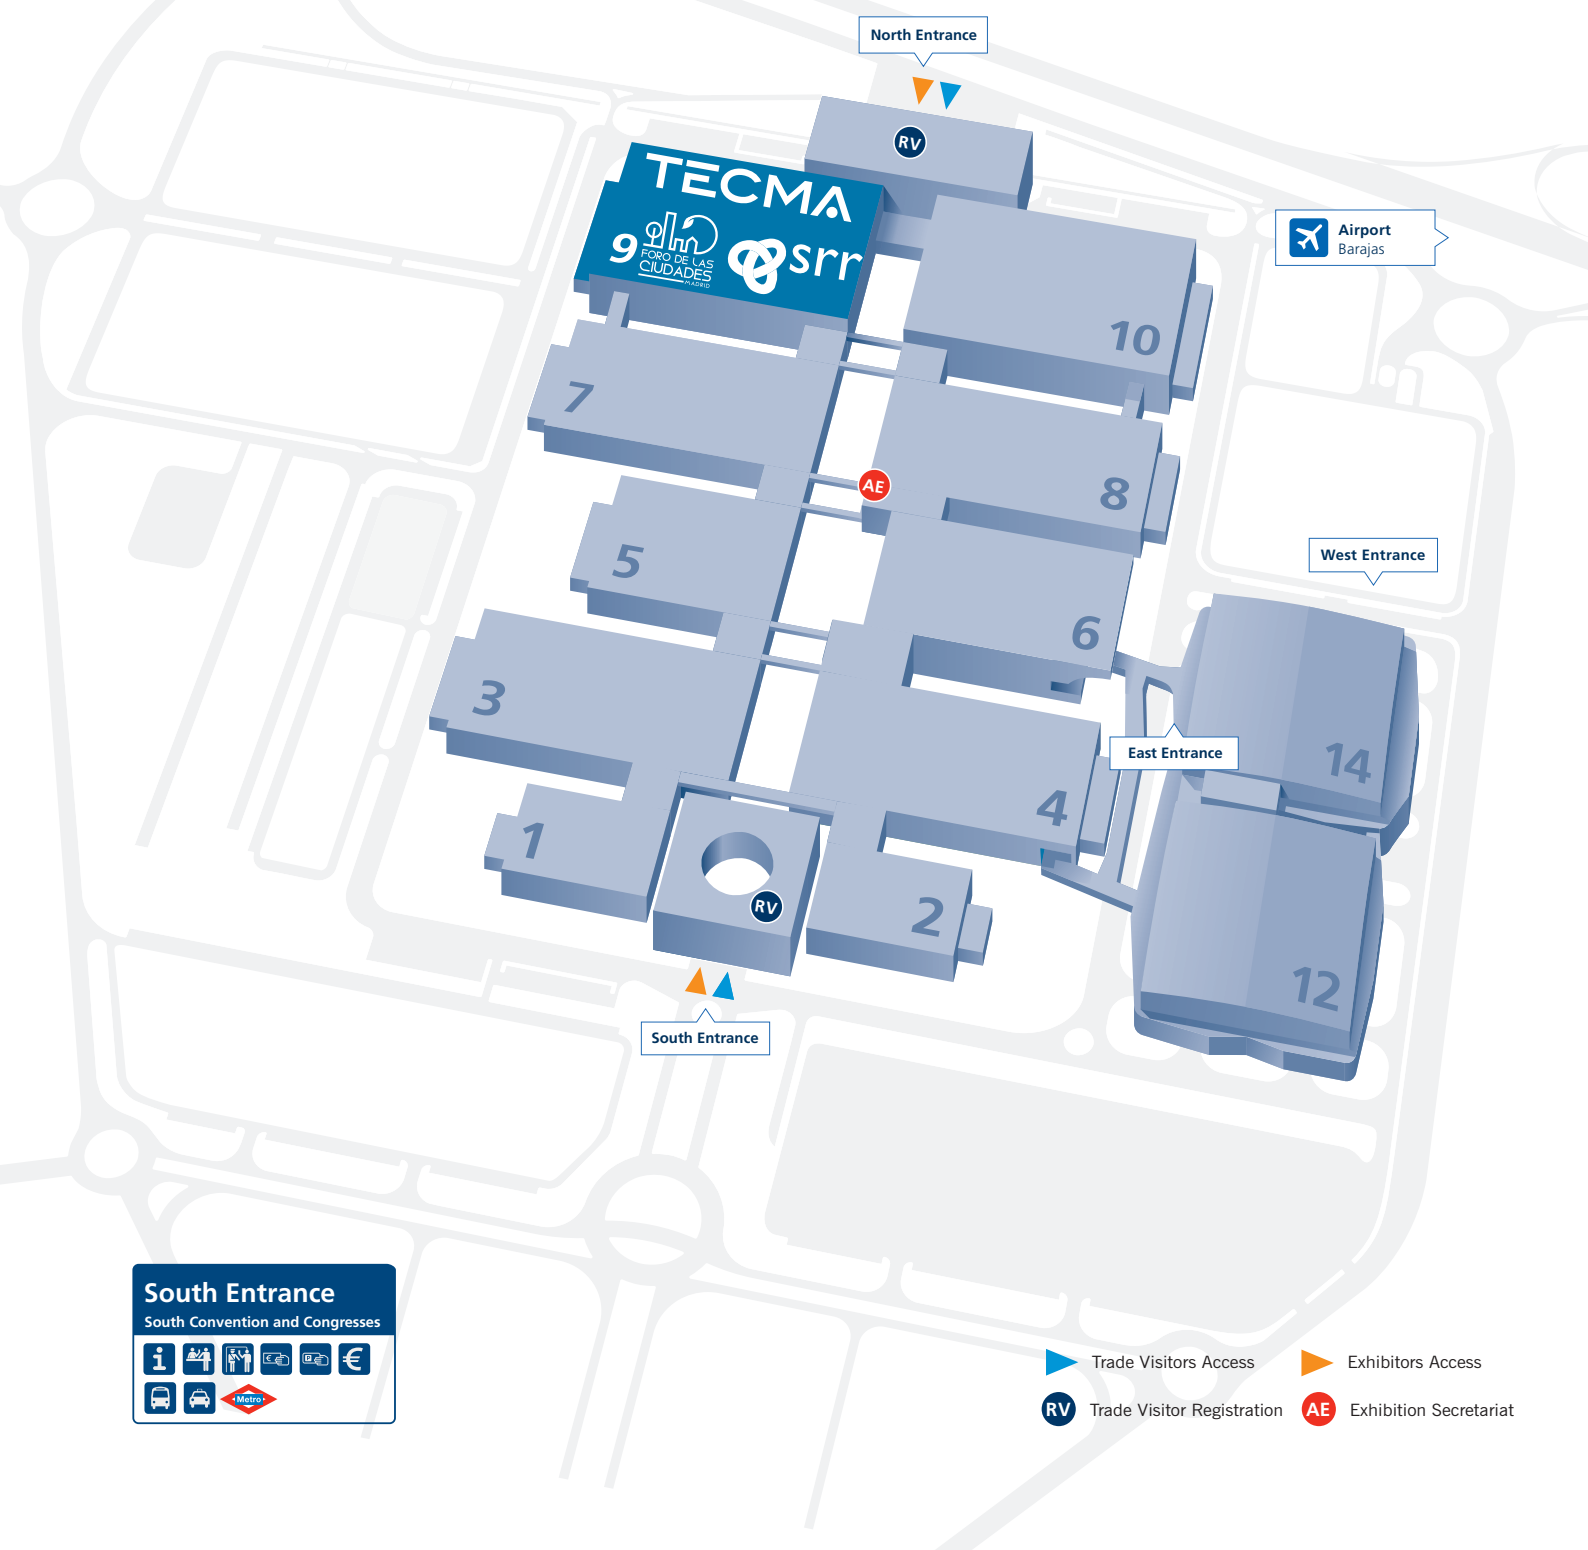 North Entrance
RV
TECMA
9
FORO DE LAS
CIUDADES
MADRID
srr
Airport
Barajas
10
7
AE
8
5
West Entrance
6
3
East Entrance
14
4
1
RV
2
12
South Entrance
South Entrance
South Convention and Congresses
i
€
€
P
Metro
Trade Visitors Access
Exhibitors Access
RV Trade Visitor Registration
AE Exhibition Secretariat